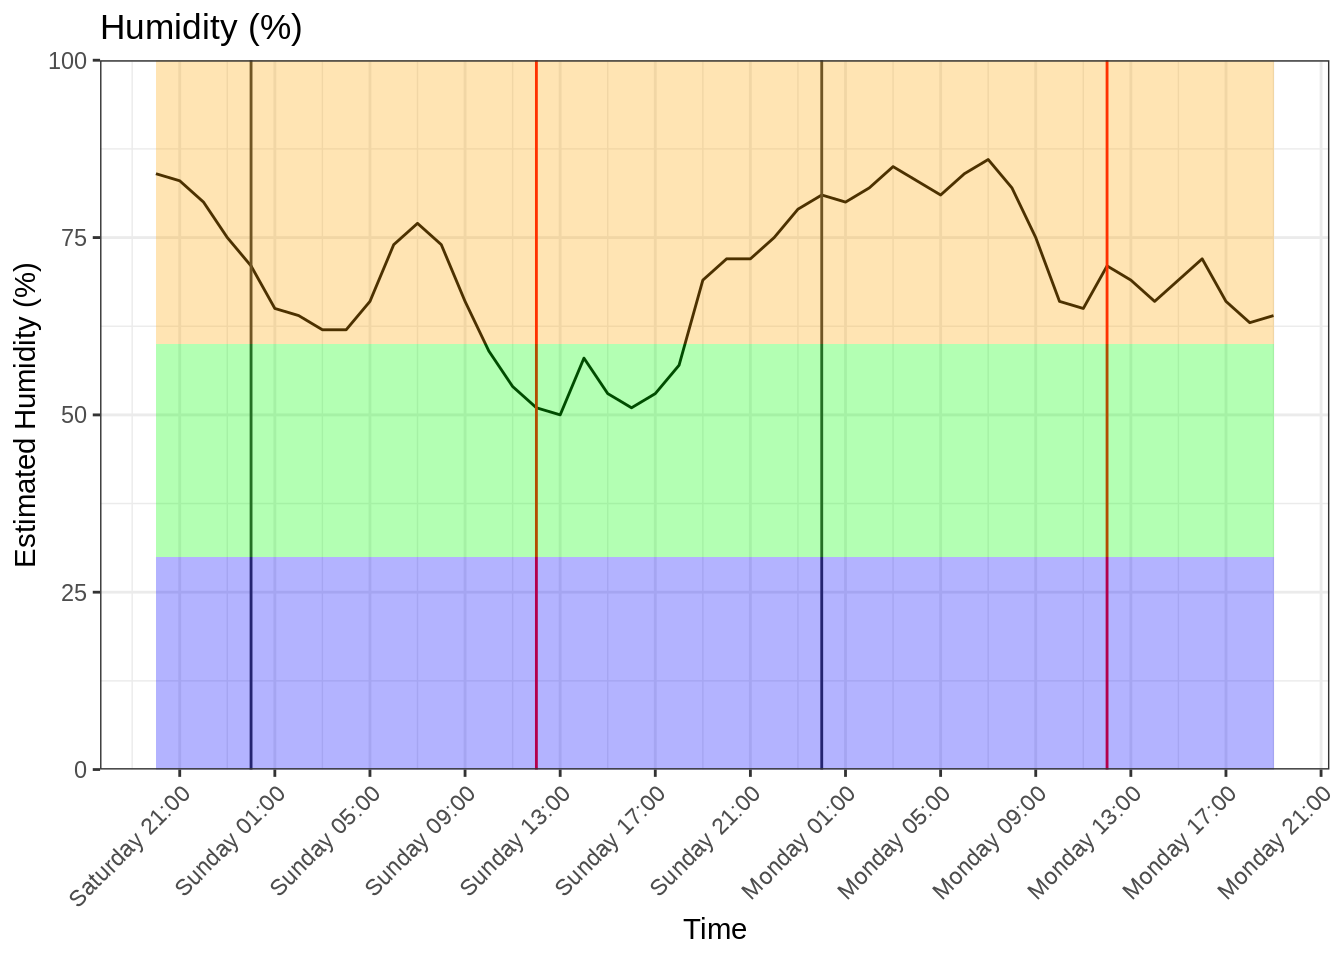 Humidity (%)
Estimated Humidity (%)
100
75
50
25
0
Saturday 21:00
Sunday 01:00
Sunday 05:00
Sunday 09:00
Sunday 13:00
Sunday 17:00
Sunday 21:00
Monday 01:00
Monday 05:00
Monday 09:00
Monday 13:00
Monday 17:00
Monday 21:00
Time